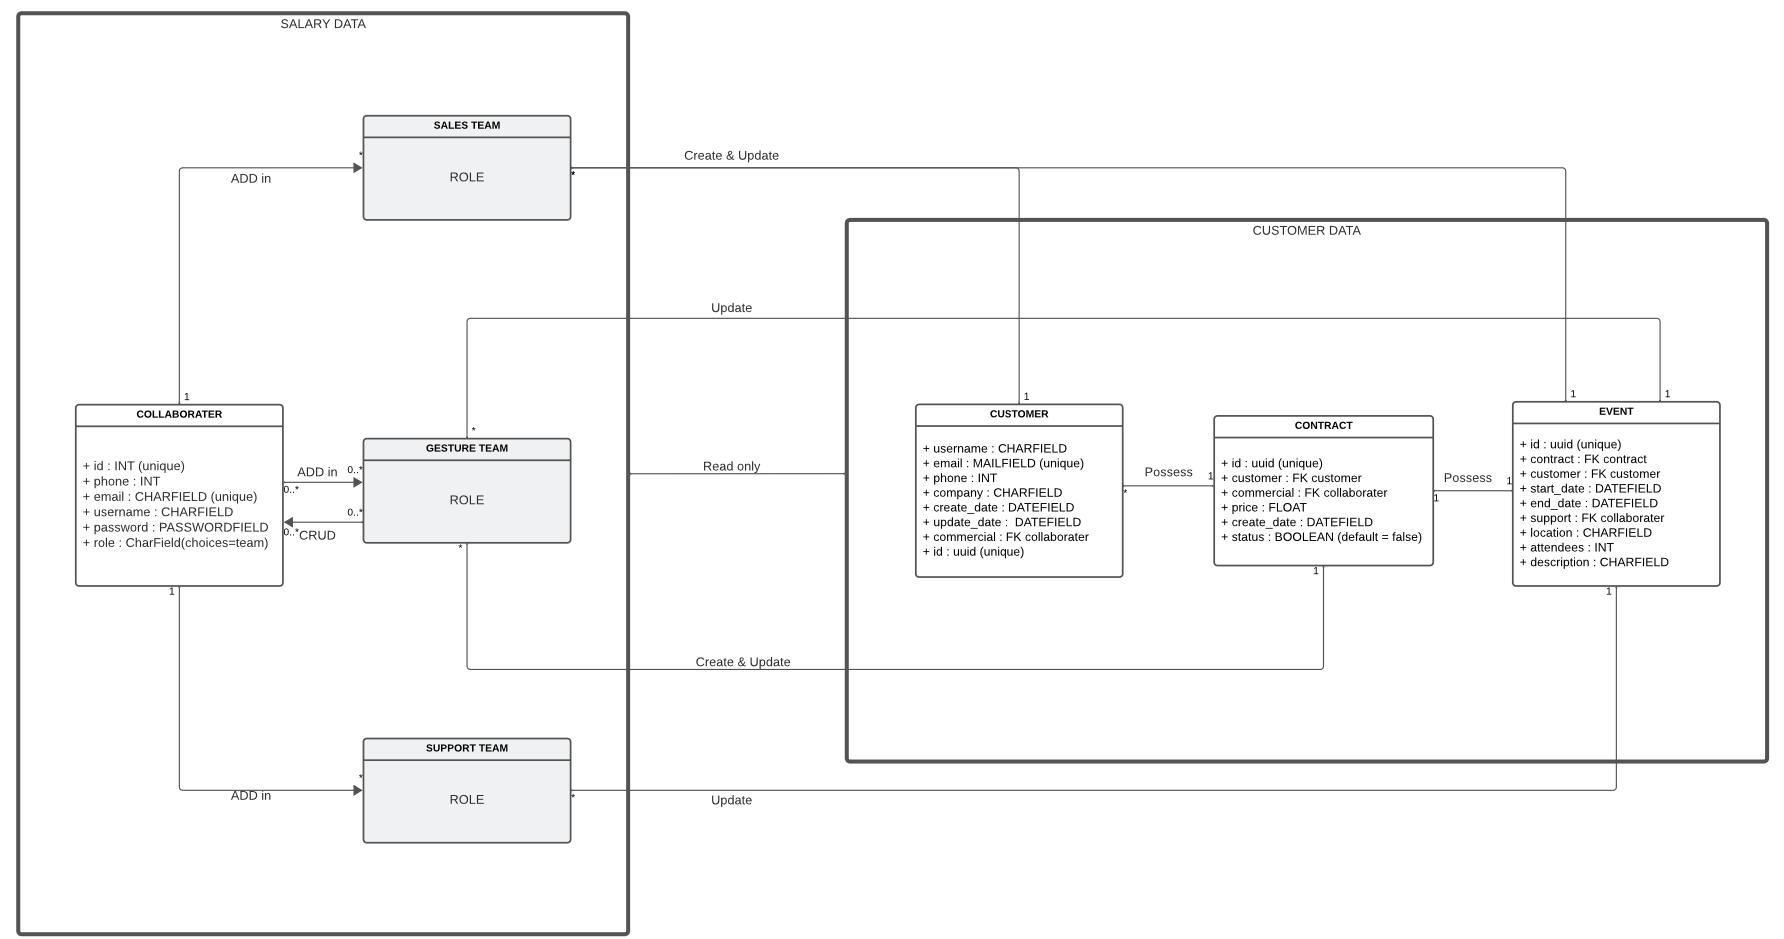 SALARY DATA
SALES TEAM
ROLE
*
*
ADD in
1
Create & Update
CUSTOMER DATA
Update
COLLABORATER
+ id : INT (unique)
+ phone : INT
+ email : CHARFIELD (unique)
+ username : CHARFIELD
+ password : PASSWORDFIELD
+ role : CharField(choices=team)
1
ADD in
0..*
0..*
0..*
0..*
CRUD
*
GESTURE TEAM
ROLE
*
Read only
1
CUSTOMER
+ username : CHARFIELD
+ email : MAILFIELD (unique)
+ phone : INT
+ company : CHARFIELD
+ create_date : DATEFIELD
+ update_date :  DATEFIELD
+ commercial : FK collaborater
+ id : uuid (unique)
Possess
*
1
CONTRACT
+ id : uuid (unique)
+ customer : FK customer
+ commercial : FK collaborater
+ price : FLOAT
+ create_date : DATEFIELD
+ status : BOOLEAN (default = false)
1
Possess
1
1
1
1
EVENT
+ id : uuid (unique)
+ contract : FK contract
+ customer : FK customer
+ start_date : DATEFIELD
+ end_date : DATEFIELD
+ support : FK collaborater
+ location : CHARFIELD
+ attendees : INT
+ description : CHARFIELD
1
Create & Update
SUPPORT TEAM
ROLE
*
*
ADD in
Update